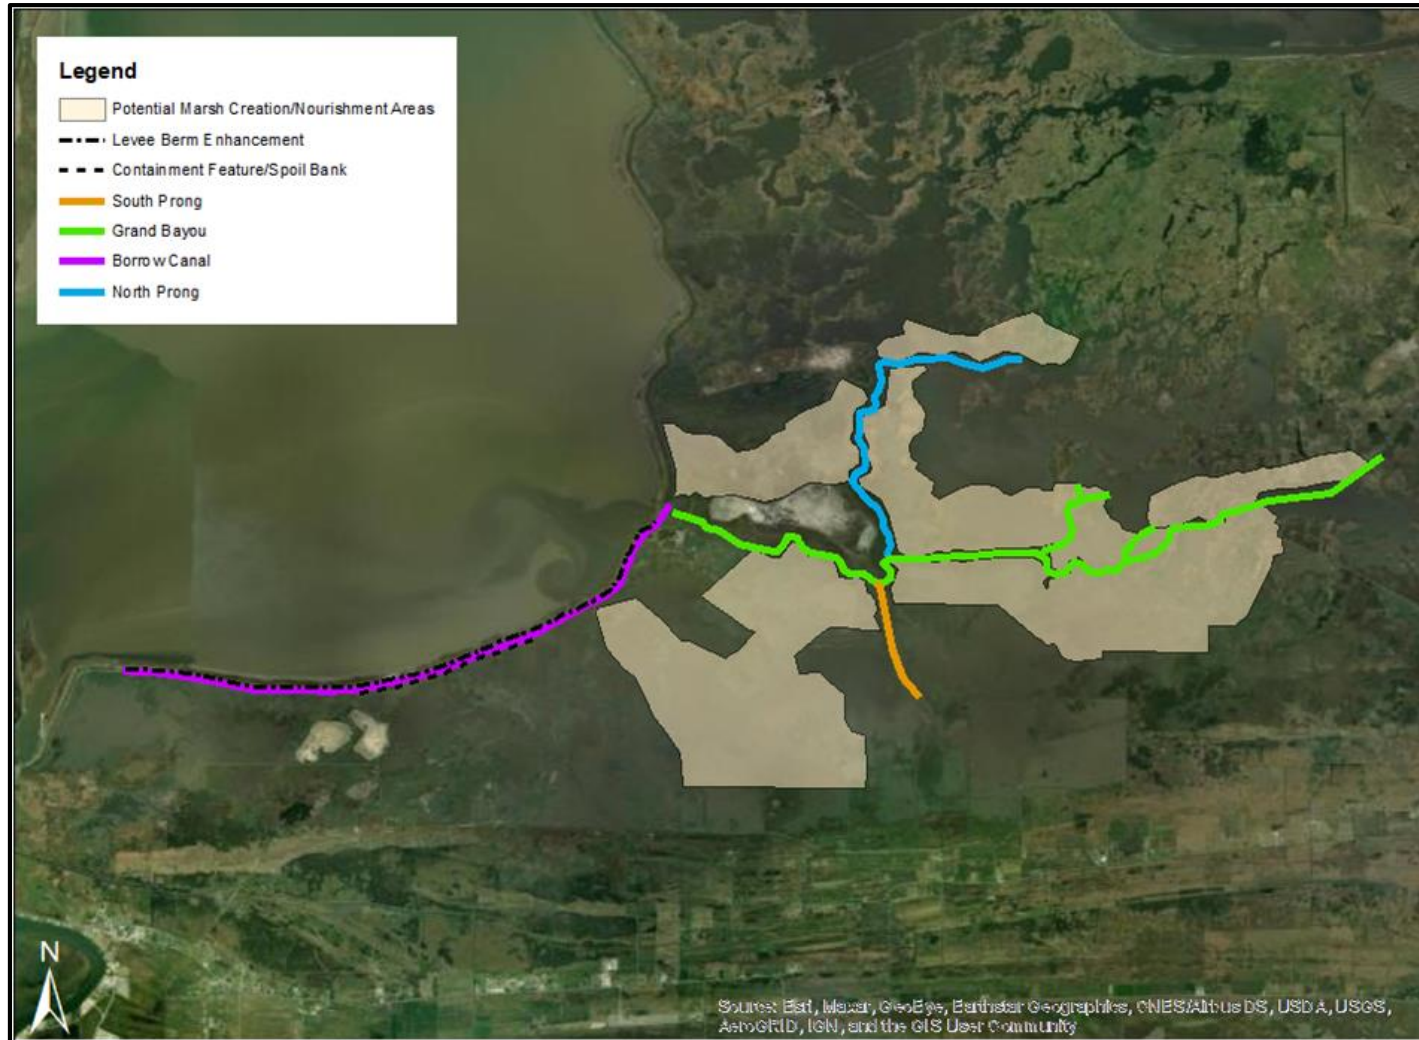 Legend
Potential Marsh Creation/Nourishment Areas
Levee Berm Enhancement
Containment Feature/Spoil Bank
South Prong
Grand Bayou
Borrow Canal
North Prong
N
Source: Esri, Maxar, GeoEye, Earthstar Geographics, CNES/Airbus DS, USDA, USGS,
AeroGRID, IGN, and the GIS User Community